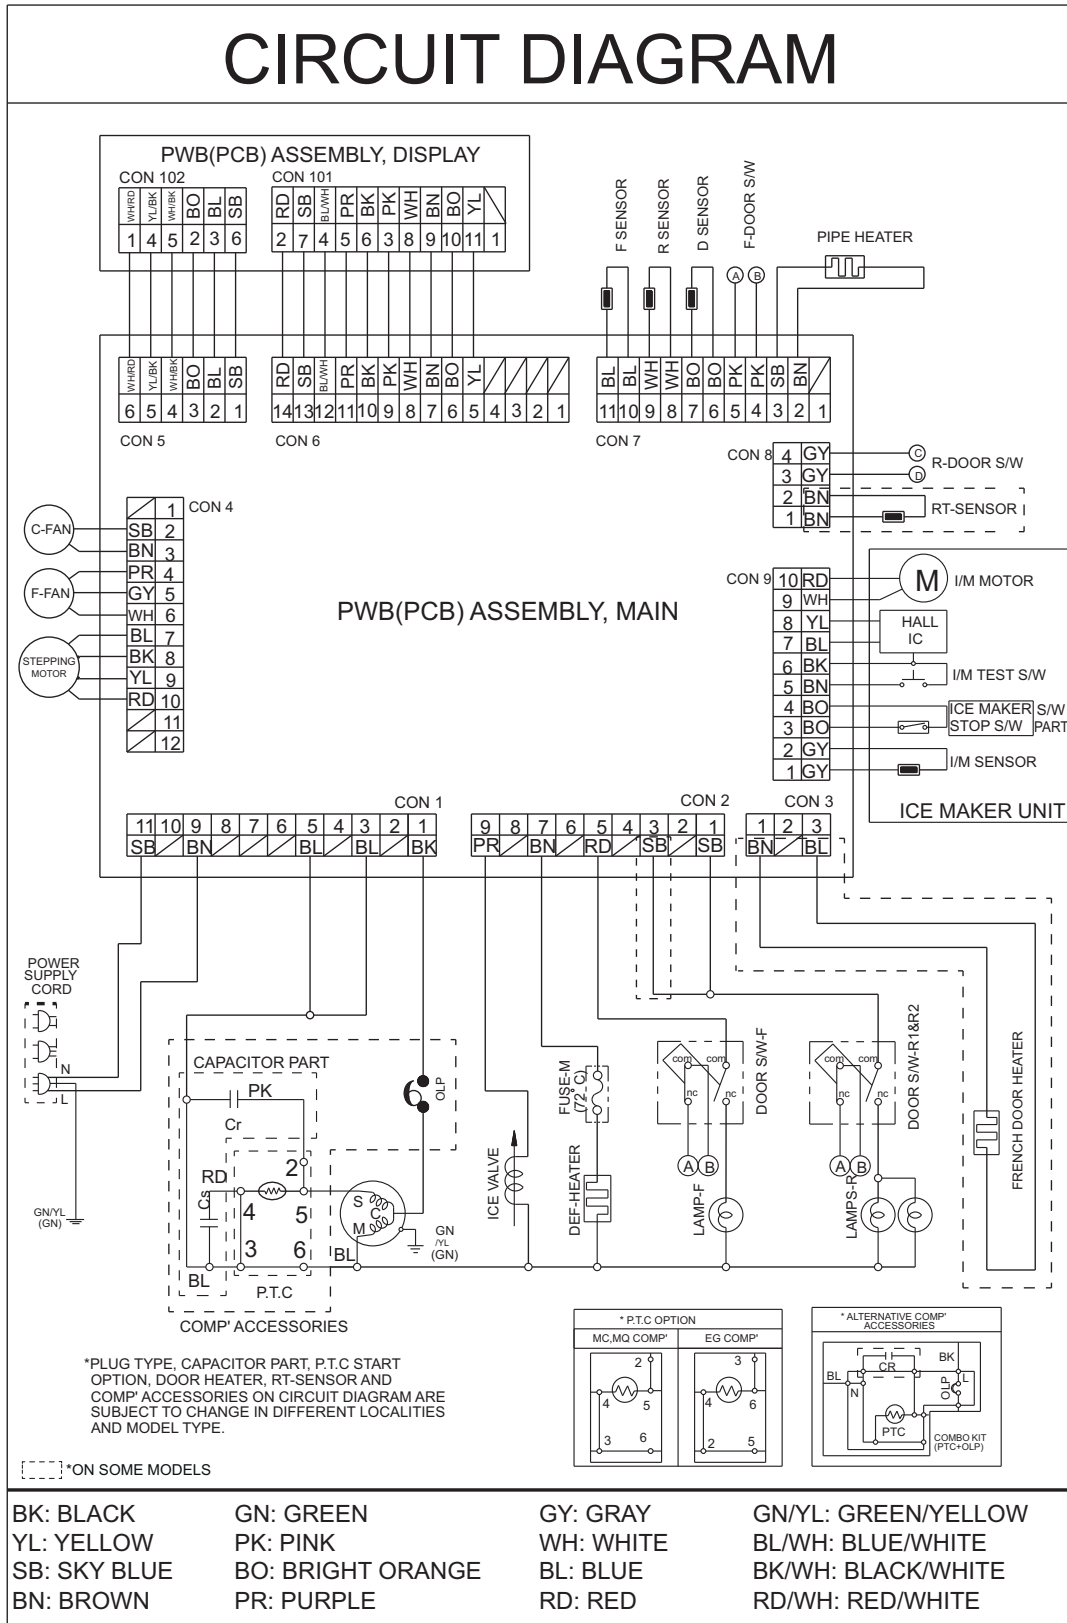 CIRCUIT DIAGRAM
PWB(PCB) ASSEMBLY, DISPLAY
CON 102
CON 101
WH/RD YL/BK WH/BK BO BL SB
1 4 5 2 3 6
RD SB BL/WH PR BK PK WH BN BO YL
2 7 4 5 6 3 8 9 10 11 1
F SENSOR
R SENSOR
D SENSOR
F-DOOR S/W
A B
PIPE HEATER
WH/RD YL/BK WH/BK BO BL SB
6 5 4 3 2 1
CON 5
RD SB BL/WH PR BK PK WH BN BO YL
14 13 12 11 10 9 8 7 6 5 4 3 2 1
CON 6
BL BL WH WH BO BO PK PK SB BN
11 10 9 8 7 6 5 4 3 2 1
CON 7
CON 8
4 GY
3 GY
2 BN
1 BN
C
D
R-DOOR S/W
RT-SENSOR
CON 4
1
SB 2
BN 3
PR 4
GY 5
WH 6
BL 7
BK 8
YL 9
RD 10
11
12
C-FAN
F-FAN
STEPPING
MOTOR
PWB(PCB) ASSEMBLY, MAIN
CON 9
10 RD
9 WH
8 YL
7 BL
6 BK
5 BN
4 BO
3 BO
2 GY
1 GY
M
I/M MOTOR
HALL
IC
I/M TEST S/W
ICE MAKER
STOP S/W
S/W
PART
I/M SENSOR
ICE MAKER UNIT
CON 1
11 10 9 8 7 6 5 4 3 2 1
SB BN BL BL BK
CON 2
9 8 7 6 5 4 3 2 1
PR BN RD SB SB
CON 3
1 2 3
BN BL
POWER
SUPPLY
CORD
N
L
GN/YL
(GN)
CAPACITOR PART
PK
Cr
RD
Cs
2
4 5
3 6
BL
P.T.C
COMP' ACCESSORIES
OLP
S
C
M
BL
GN
/YL
(GN)
ICE VALVE
FUSE-M
(72°C)
DEF-HEATER
com com
nc nc
DOOR S/W-F
A B
LAMP-F
com com
nc nc
DOOR S/W-R1&R2
A B
LAMPS-R
FRENCH DOOR HEATER
*PLUG TYPE, CAPACITOR PART, P.T.C START
OPTION, DOOR HEATER, RT-SENSOR AND
COMP' ACCESSORIES ON CIRCUIT DIAGRAM ARE
SUBJECT TO CHANGE IN DIFFERENT LOCALITIES
AND MODEL TYPE.
*ON SOME MODELS
* P.T.C OPTION
MC,MQ COMP'
EG COMP'
2
4 5
3 6
3
4 6
2 5
* ALTERNATIVE COMP'
ACCESSORIES
CR
BK
BL
N
L
OLP
PTC
COMBO KIT
(PTC+OLP)
BK: BLACK GN: GREEN GY: GRAY GN/YL: GREEN/YELLOW
YL: YELLOW PK: PINK WH: WHITE BL/WH: BLUE/WHITE
SB: SKY BLUE BO: BRIGHT ORANGE BL: BLUE BK/WH: BLACK/WHITE
BN: BROWN PR: PURPLE RD: RED RD/WH: RED/WHITE